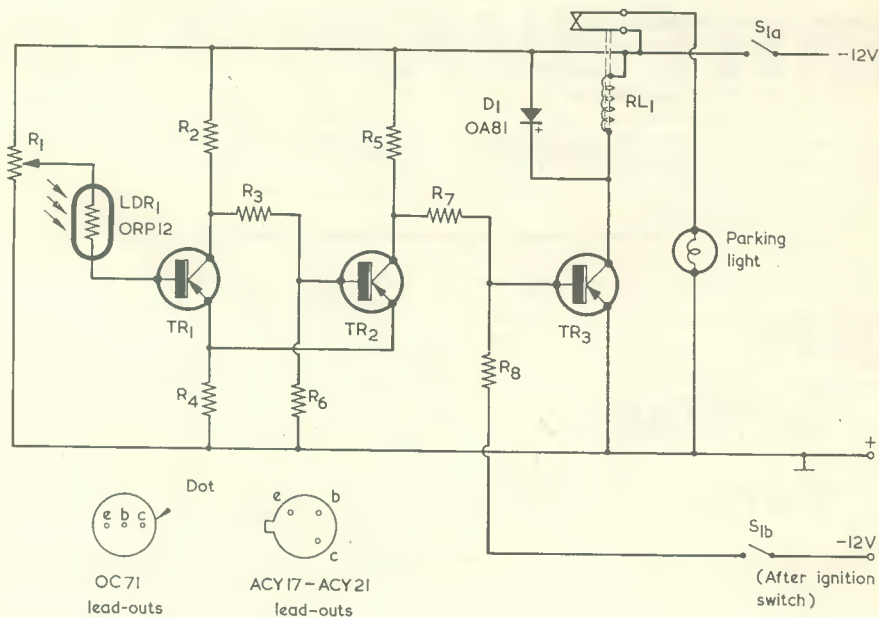 S1a
-12V
D1
OA81
+
RL1
R1
R2
R5
R3
R7
LDR1
ORP12
Parking
light
TR1
TR2
TR3
R4
R6
R8
+
Dot
e b c
e b
c
S1b
-12V
(After ignition
switch)
OC71
lead-outs
ACY17-ACY21
lead-outs